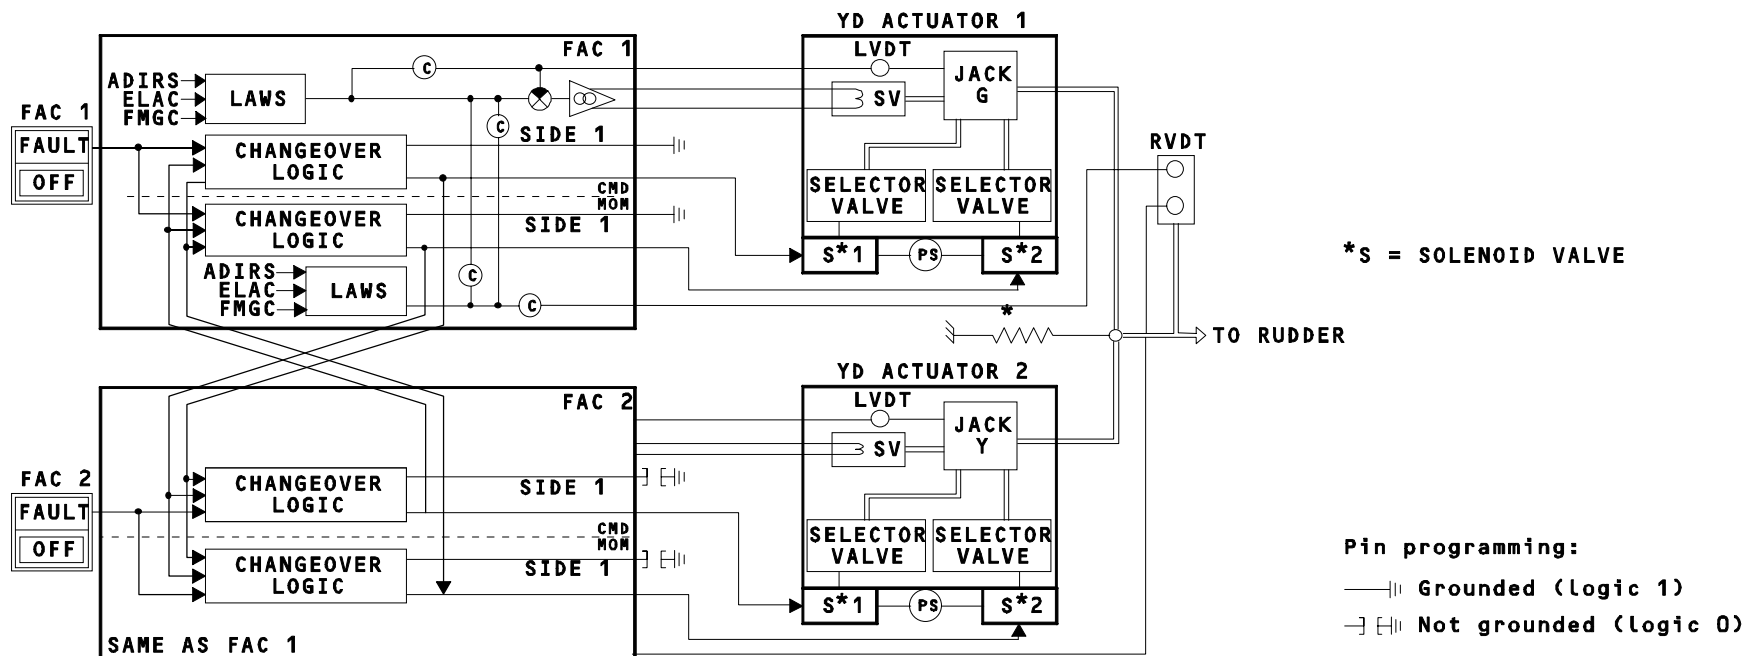 YD ACTUATOR 1
FAC 1
LVDT
C
ADIRS
ELAC
FMGC
LAWS
JACK
G
SV
FAC 1
FAULT
OFF
C
SIDE 1
CHANGEOVER
LOGIC
RVDT
CMD
MOM
SELECTOR
VALVE
SELECTOR
VALVE
CHANGEOVER
LOGIC
SIDE 1
S*1
PS
S*2
*S = SOLENOID VALVE
ADIRS
ELAC
FMGC
LAWS
C
C
*
TO RUDDER
YD ACTUATOR 2
FAC 2
LVDT
JACK
Y
SV
FAC 2
FAULT
OFF
CHANGEOVER
LOGIC
SIDE 1
CMD
MOM
SELECTOR
VALVE
SELECTOR
VALVE
CHANGEOVER
LOGIC
SIDE 1
S*1
PS
S*2
SAME AS FAC 1
Pin programming:
Grounded (logic 1)
Not grounded (logic 0)